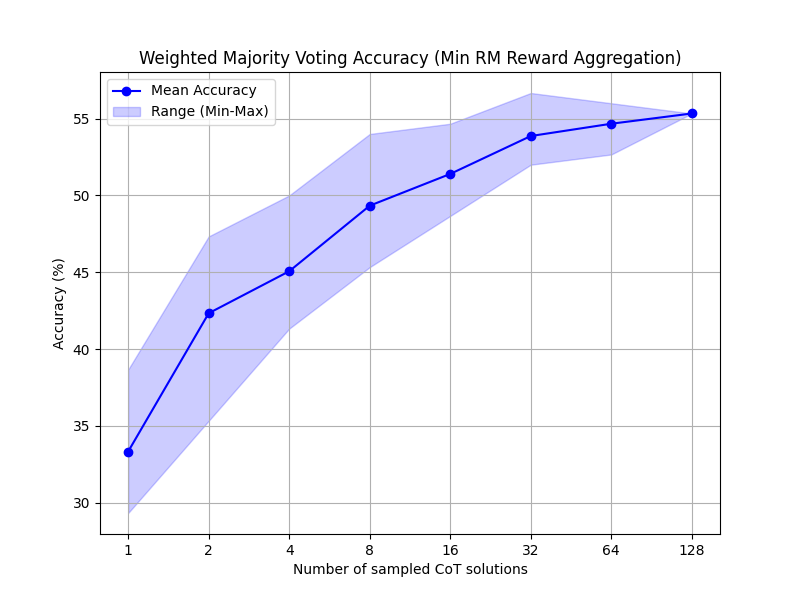 Weighted Majority Voting Accuracy (Min RM Reward Aggregation)
Mean Accuracy
Range (Min-Max)
Accuracy (%)
55
50
45
40
35
30
1 2 4 8 16 32 64 128
Number of sampled CoT solutions